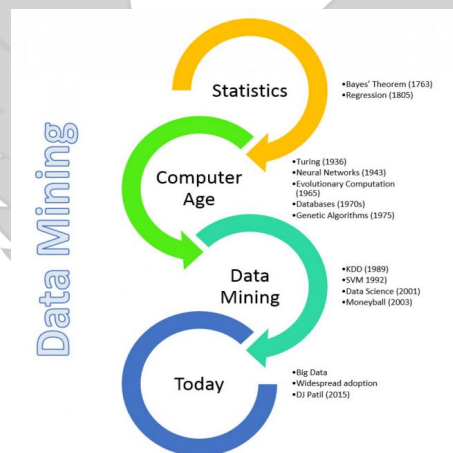 Data Mining
Statistics
•Bayes' Theorem (1763)
•Regression (1805)
Computer
Age
•Turing (1936)
•Neural Networks (1943)
•Evolutionary Computation
(1965)
•Databases (1970s)
•Genetic Algorithms (1975)
Data
Mining
•KDD (1989)
•SVM 1992)
•Data Science (2001)
•Moneyball (2003)
Today
•Big Data
•Widespread adoption
•DJ Patil (2015)